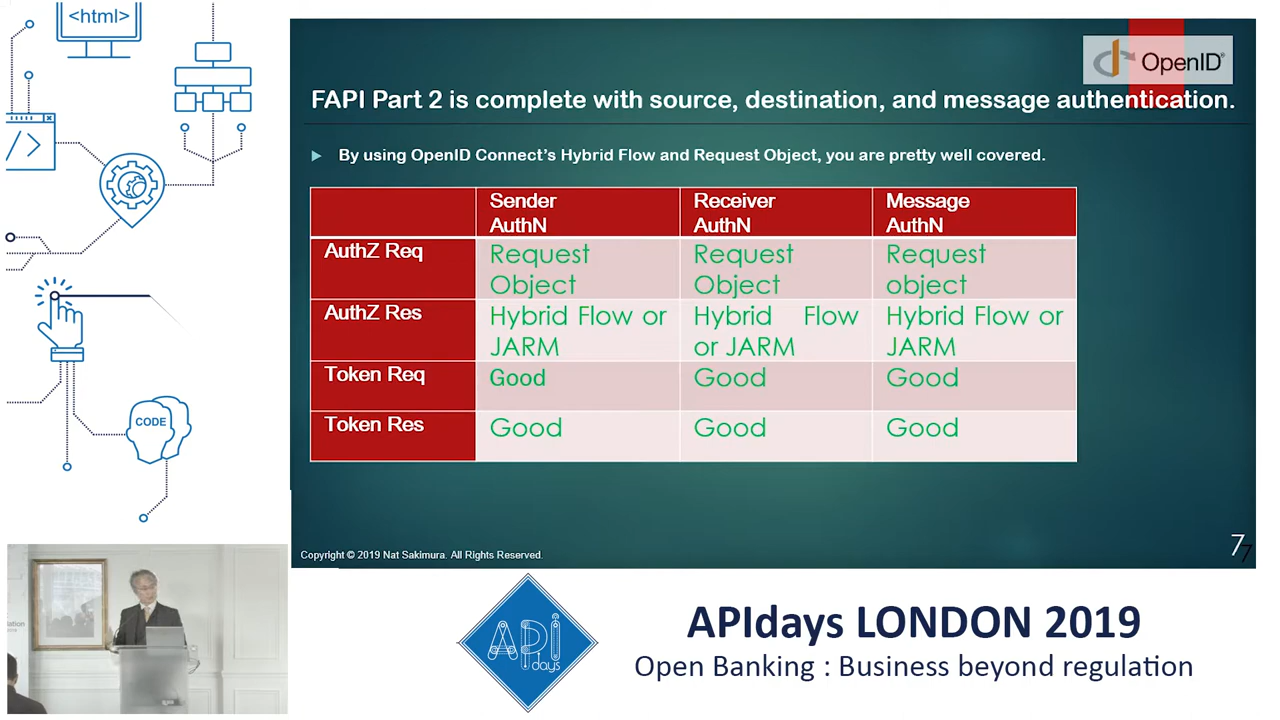 <html>
OpenID®
FAPI Part 2 is complete with source, destination, and message authentication.
By using OpenID Connect's Hybrid Flow and Request Object, you are pretty well covered.
Sender AuthN
Receiver AuthN
Message AuthN
AuthZ Req
Request Object
Request Object
Request object
AuthZ Res
Hybrid Flow or JARM
Hybrid Flow or JARM
Hybrid Flow or JARM
Token Req
Good
Good
Good
Token Res
Good
Good
Good
</>
CODE
Copyright © 2019 Nat Sakimura. All Rights Reserved.
77
APi
days
APIdays LONDON 2019
Open Banking : Business beyond regulation